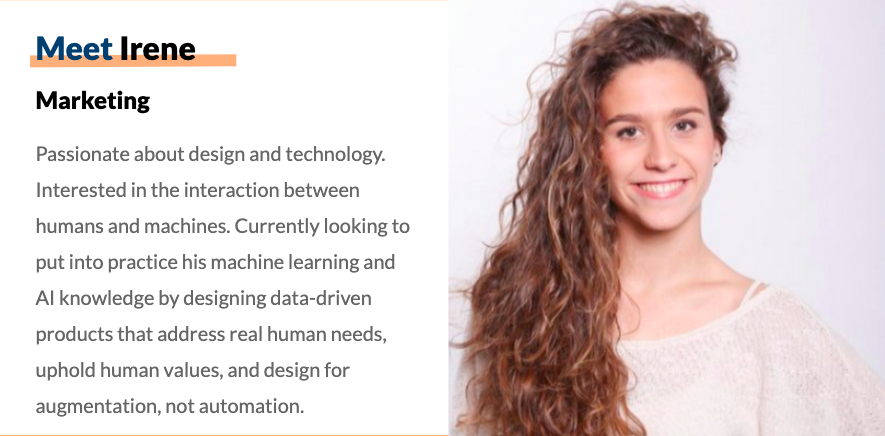 Meet Irene
Marketing
Passionate about design and technology.
Interested in the interaction between
humans and machines. Currently looking to
put into practice his machine learning and
AI knowledge by designing data-driven
products that address real human needs,
uphold human values, and design for
augmentation, not automation.